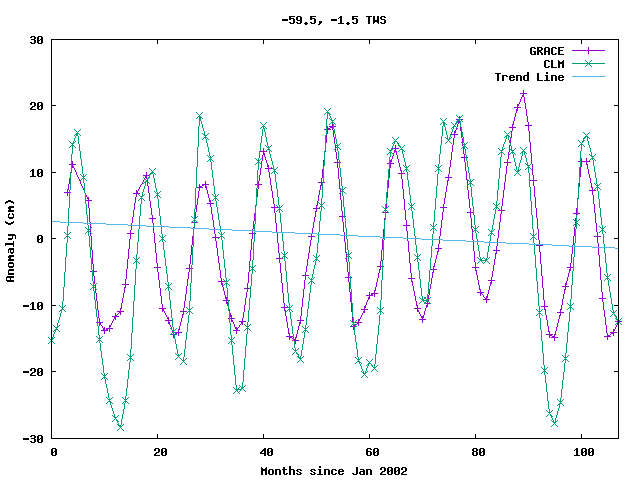 -59.5, -1.5 TWS
GRACE
CLM
Trend Line
30
20
10
0
-10
-20
-30
Anomaly (cm)
0 20 40 60 80 100
Months since Jan 2002